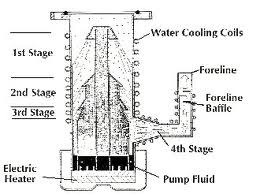 Water Cooling Coils
1st Stage
Foreline
2nd Stage
Foreline
Baffle
3rd Stage
4th Stage
Electric
Heater
Pump Fluid